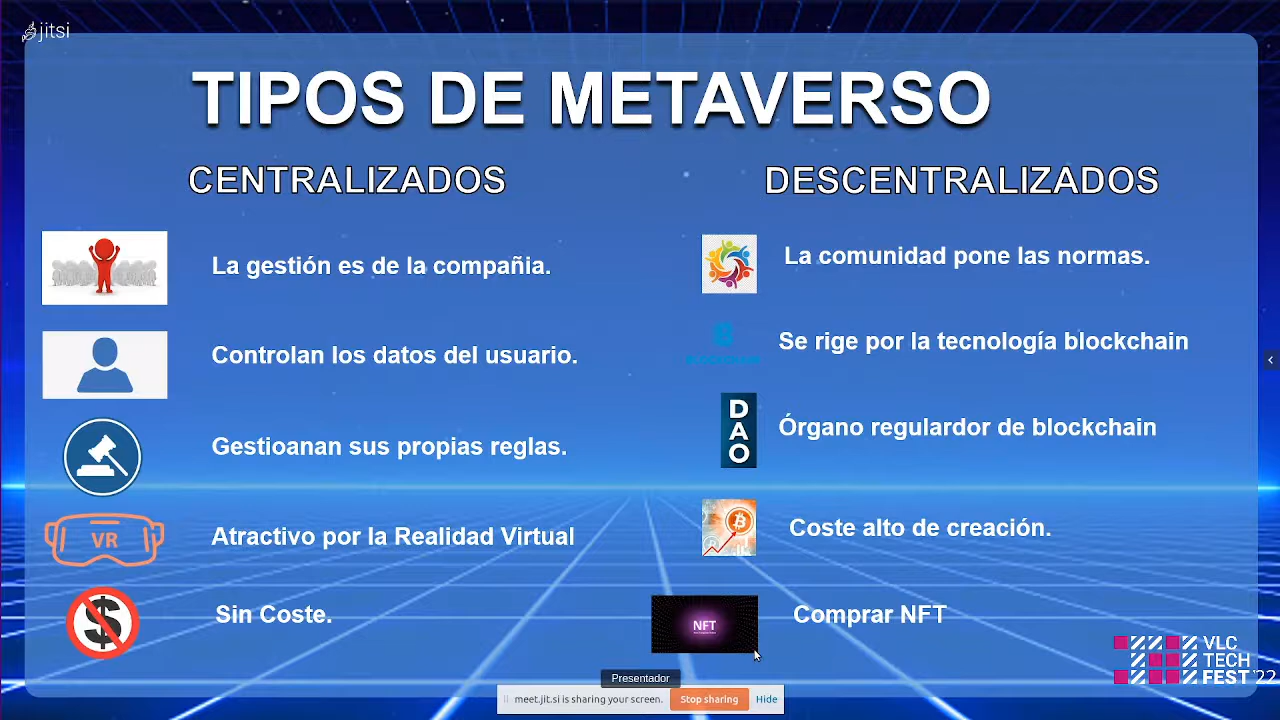 jitsi
TIPOS DE METAVERSO
CENTRALIZADOS
La gestión es de la compañia.
Controlan los datos del usuario.
Gestioanan sus propias reglas.
VR
Atractivo por la Realidad Virtual
$
Sin Coste.
DESCENTRALIZADOS
La comunidad pone las normas.
Se rige por la tecnología blockchain
D
A
O
Órgano regulardor de blockchain
Coste alto de creación.
NFT
Comprar NFT
VLC
TECH
FEST '22
Presentador
meet.jit.si is sharing your screen.
Stop sharing
Hide